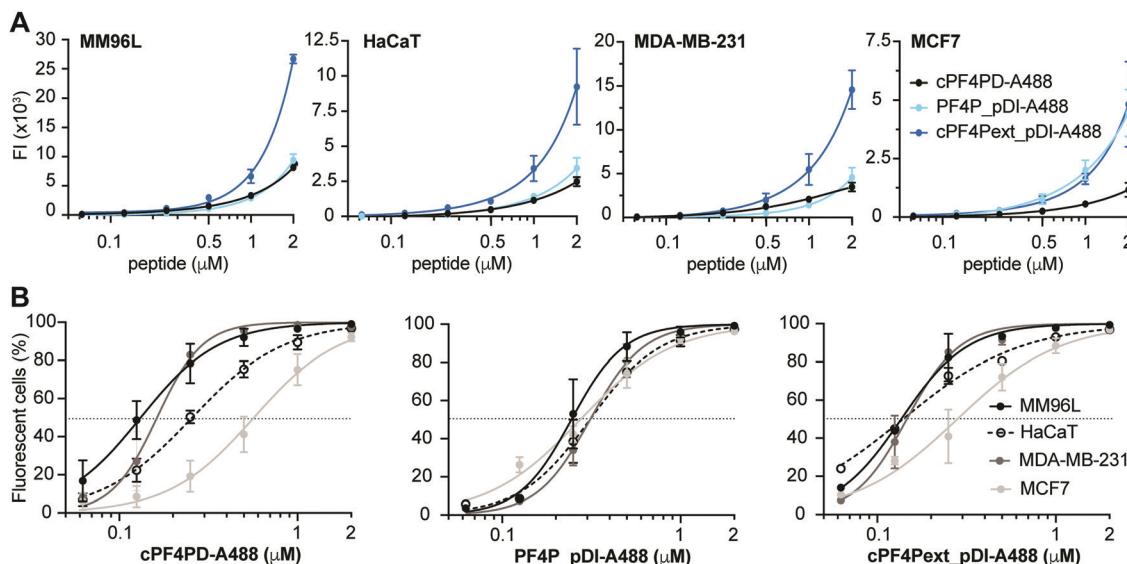 A
MM96L
HaCaT
MDA-MB-231
MCF7
FI (x10³)
30
25
20
15
10
5
0
12.5
10
7.5
5
2.5
0
20
15
10
5
0
7.5
5
2.5
0
cPF4PD-A488
PF4P_pDI-A488
cPF4Pext_pDI-A488
0.1 0.5 1 2
0.1 0.5 1 2
0.1 0.5 1 2
0.1 0.5 1 2
peptide (µM)
peptide (µM)
peptide (µM)
peptide (µM)
B
Fluorescent cells (%)
100
80
60
40
20
0
100
80
60
40
20
0
100
80
60
40
20
0
MM96L
HaCaT
MDA-MB-231
MCF7
0.1 1 2
0.1 1 2
0.1 1 2
cPF4PD-A488 (µM)
PF4P_pDI-A488 (µM)
cPF4Pext_pDI-A488 (µM)